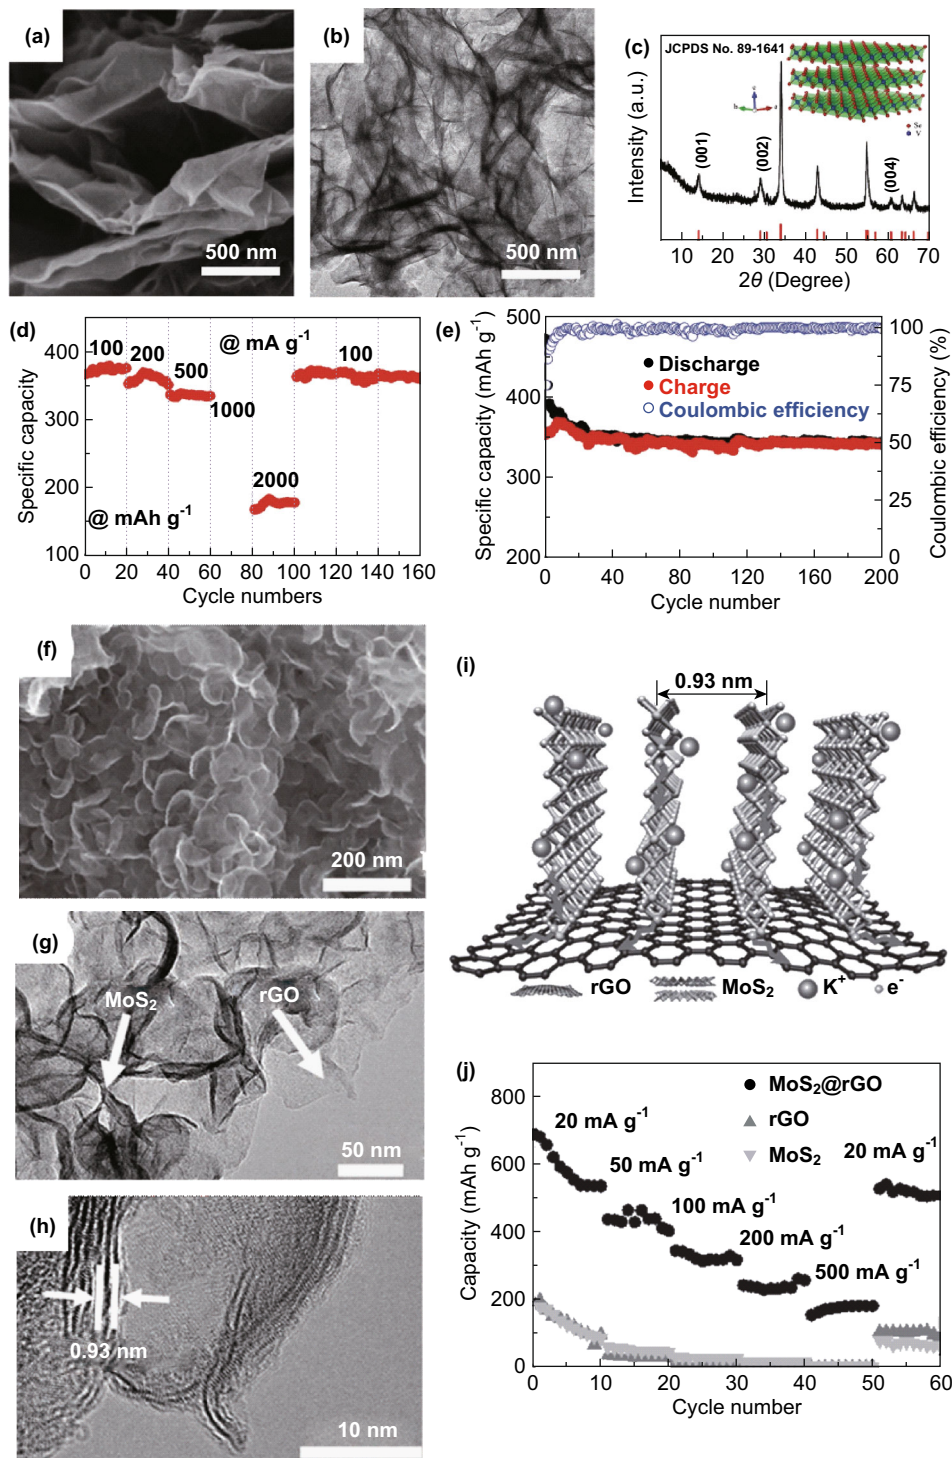 (a)
500 nm
(b)
500 nm
(c)
JCPDS No. 89-1641
Intensity (a.u.)
(001)
(002)
(004)
c
b
a
Se
V
10 20 30 40 50 60 70
2θ (Degree)
(d)
@ mA g⁻¹
100
200
500
1000
2000
100
@ mAh g⁻¹
Specific capacity
400
300
200
100
0 20 40 60 80 100 120 140 160
Cycle numbers
(e)
Specific capacity (mAh g⁻¹)
500
400
300
200
Discharge
Charge
Coulombic efficiency
100
75
50
25
0
Coulombic efficiency (%)
0 40 80 120 160 200
Cycle number
(f)
200 nm
(g)
MoS₂
rGO
50 nm
(h)
0.93 nm
10 nm
(i)
0.93 nm
rGO
MoS₂
K⁺
e⁻
(j)
Capacity (mAh g⁻¹)
800
600
400
200
0
MoS₂@rGO
rGO
MoS₂
20 mA g⁻¹
50 mA g⁻¹
100 mA g⁻¹
200 mA g⁻¹
500 mA g⁻¹
20 mA g⁻¹
0 10 20 30 40 50 60
Cycle number